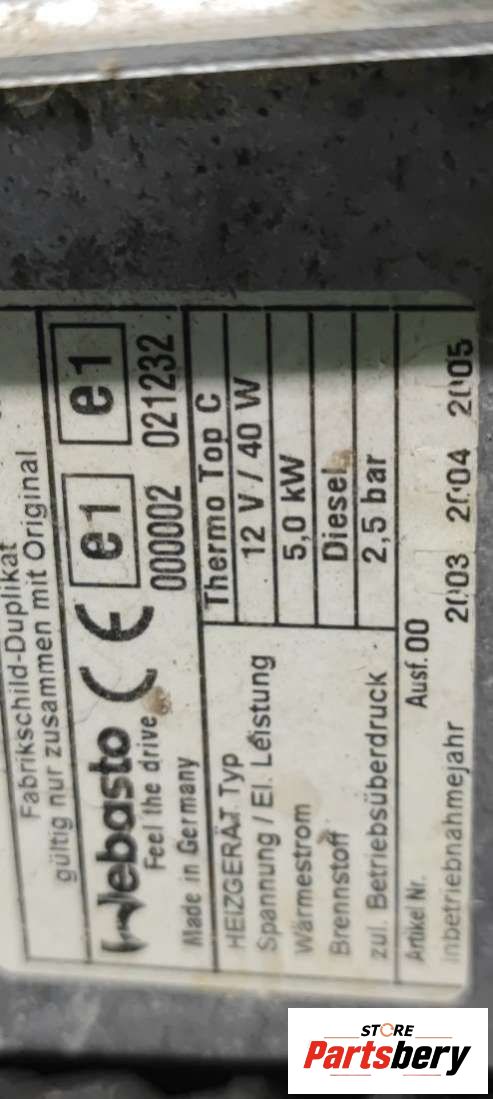 Fabrikschild-Duplikat
gültig nur zusammen mit Original
Webasto CE e1 e1
Feel the drive 000002 021232
Made in Germany
HEIZGERÄT Typ Thermo Top C
Spannung / El. Leistung 12 V / 40 W
Wärmestrom 5,0 kW
Brennstoff Diesel
zul. Betriebsüberdruck 2,5 bar
Artikel Nr. Ausf. 00
Inbetriebnahmejahr 2003 2004 2005
STORE
Partsbery